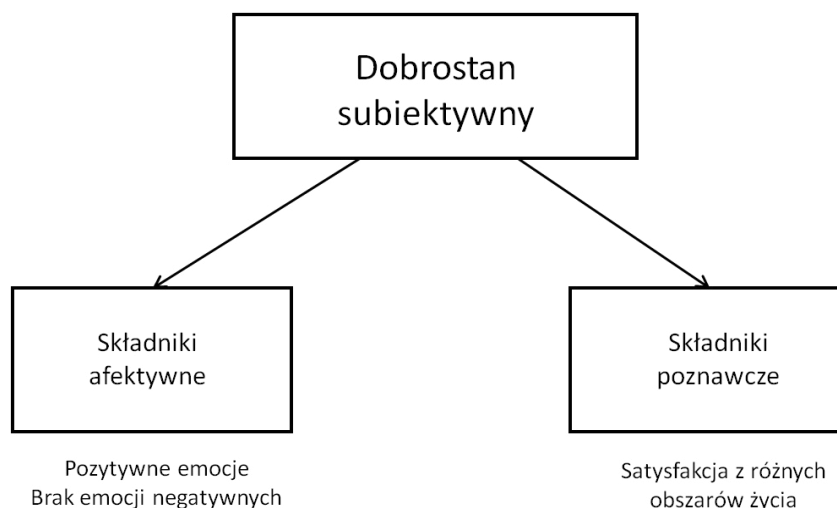 Dobrostan
subiektywny
Składniki
afektywne
Składniki
poznawcze
Pozytywne emocje
Brak emocji negatywnych
Satysfakcja z różnych
obszarów życia